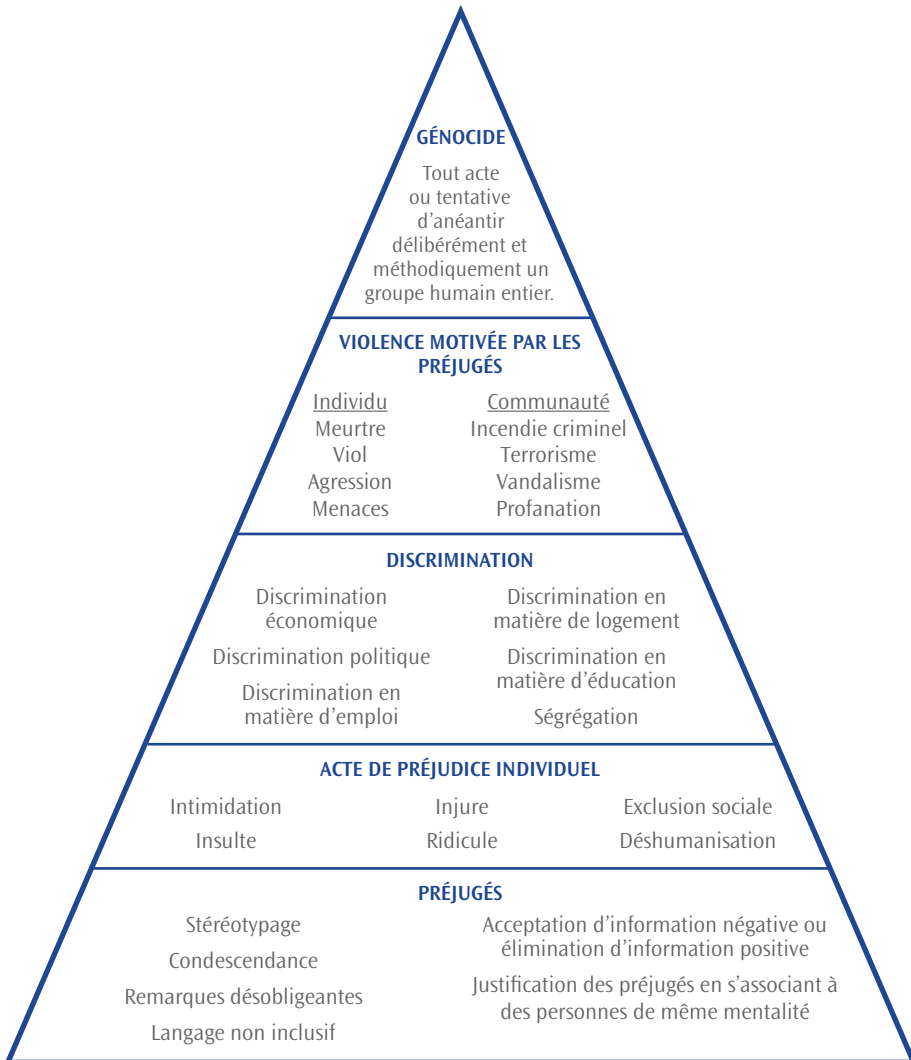 GÉNOCIDE
Tout acte
ou tentative
d'anéantir
délibérément et
méthodiquement un
groupe humain entier.
VIOLENCE MOTIVÉE PAR LES
PRÉJUGÉS
Individu
Meurtre
Viol
Agression
Menaces
Communauté
Incendie criminel
Terrorisme
Vandalisme
Profanation
DISCRIMINATION
Discrimination
économique
Discrimination politique
Discrimination en
matière d'emploi
Discrimination en
matière de logement
Discrimination en
matière d'éducation
Ségrégation
ACTE DE PRÉJUDICE INDIVIDUEL
Intimidation
Insulte
Injure
Ridicule
Exclusion sociale
Déshumanisation
PRÉJUGÉS
Stéréotypage
Condescendance
Remarques désobligeantes
Langage non inclusif
Acceptation d'information négative ou
élimination d'information positive
Justification des préjugés en s'associant à
des personnes de même mentalité